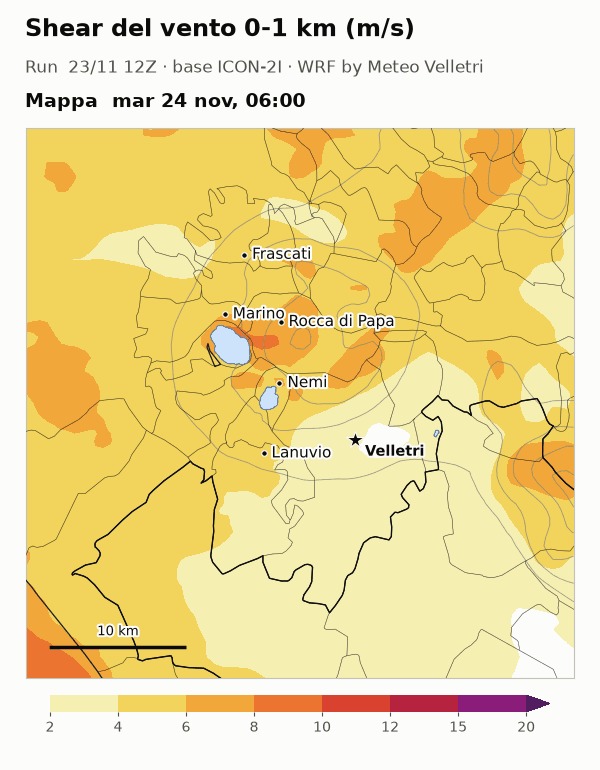 Shear del vento 0-1 km (m/s)
Run  23/11 12Z · base ICON-2I · WRF by Meteo Velletri
Mappa  mar 24 nov, 06:00
Frascati
Marino
Rocca di Papa
Nemi
Velletri
Lanuvio
10 km
2 4 6 8 10 12 15 20